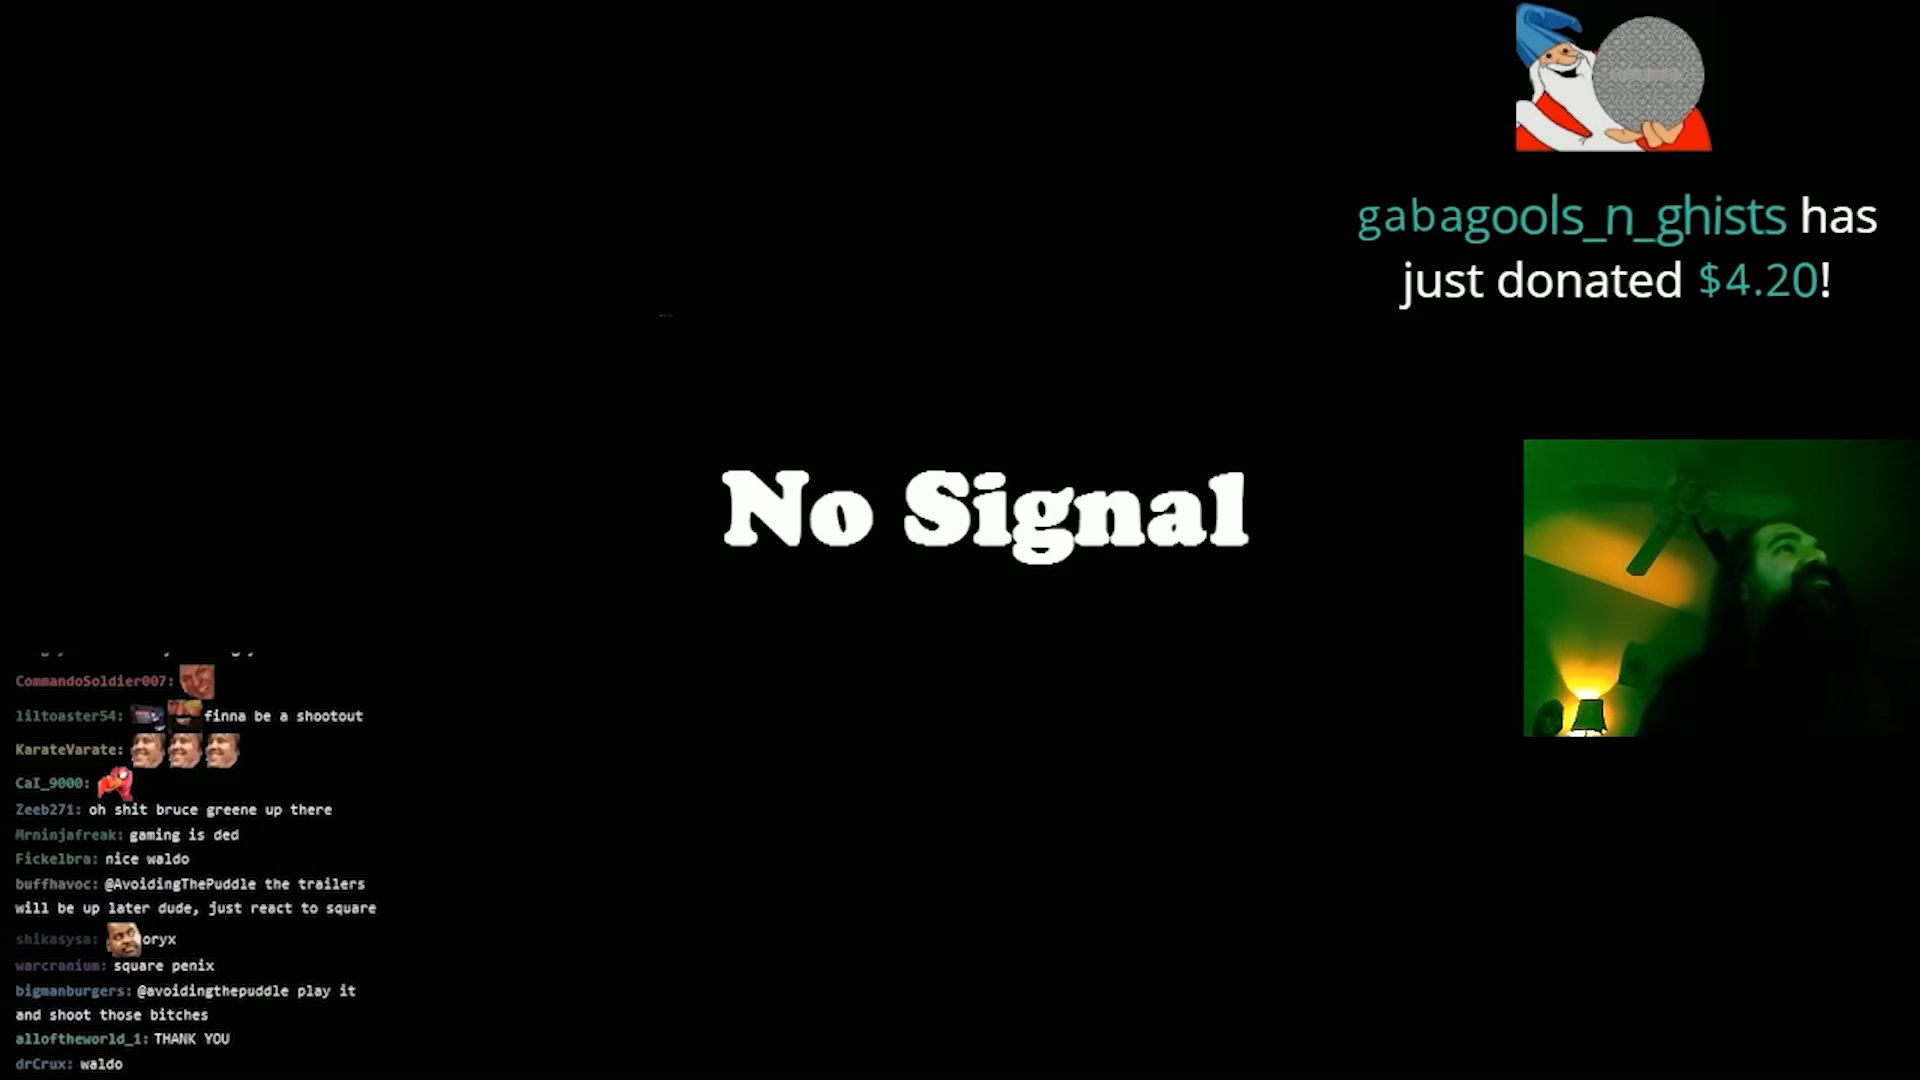 gabagools_n_ghists has
just donated $4.20!
No Signal
CommandoSoldier007:
liltoaster54: finna be a shootout
KarateVarate:
CaI_9000:
Zeeb271: oh shit bruce greene up there
Mrninjafreak: gaming is ded
Fickelbra: nice waldo
buffhavoc: @AvoidingThePuddle the trailers
will be up later dude, just react to square
shikasysa: oryx
warcranium: square penix
bigmanburgers: @avoidingthepuddle play it
and shoot those bitches
alloftheworld_1: THANK YOU
drCrux: waldo